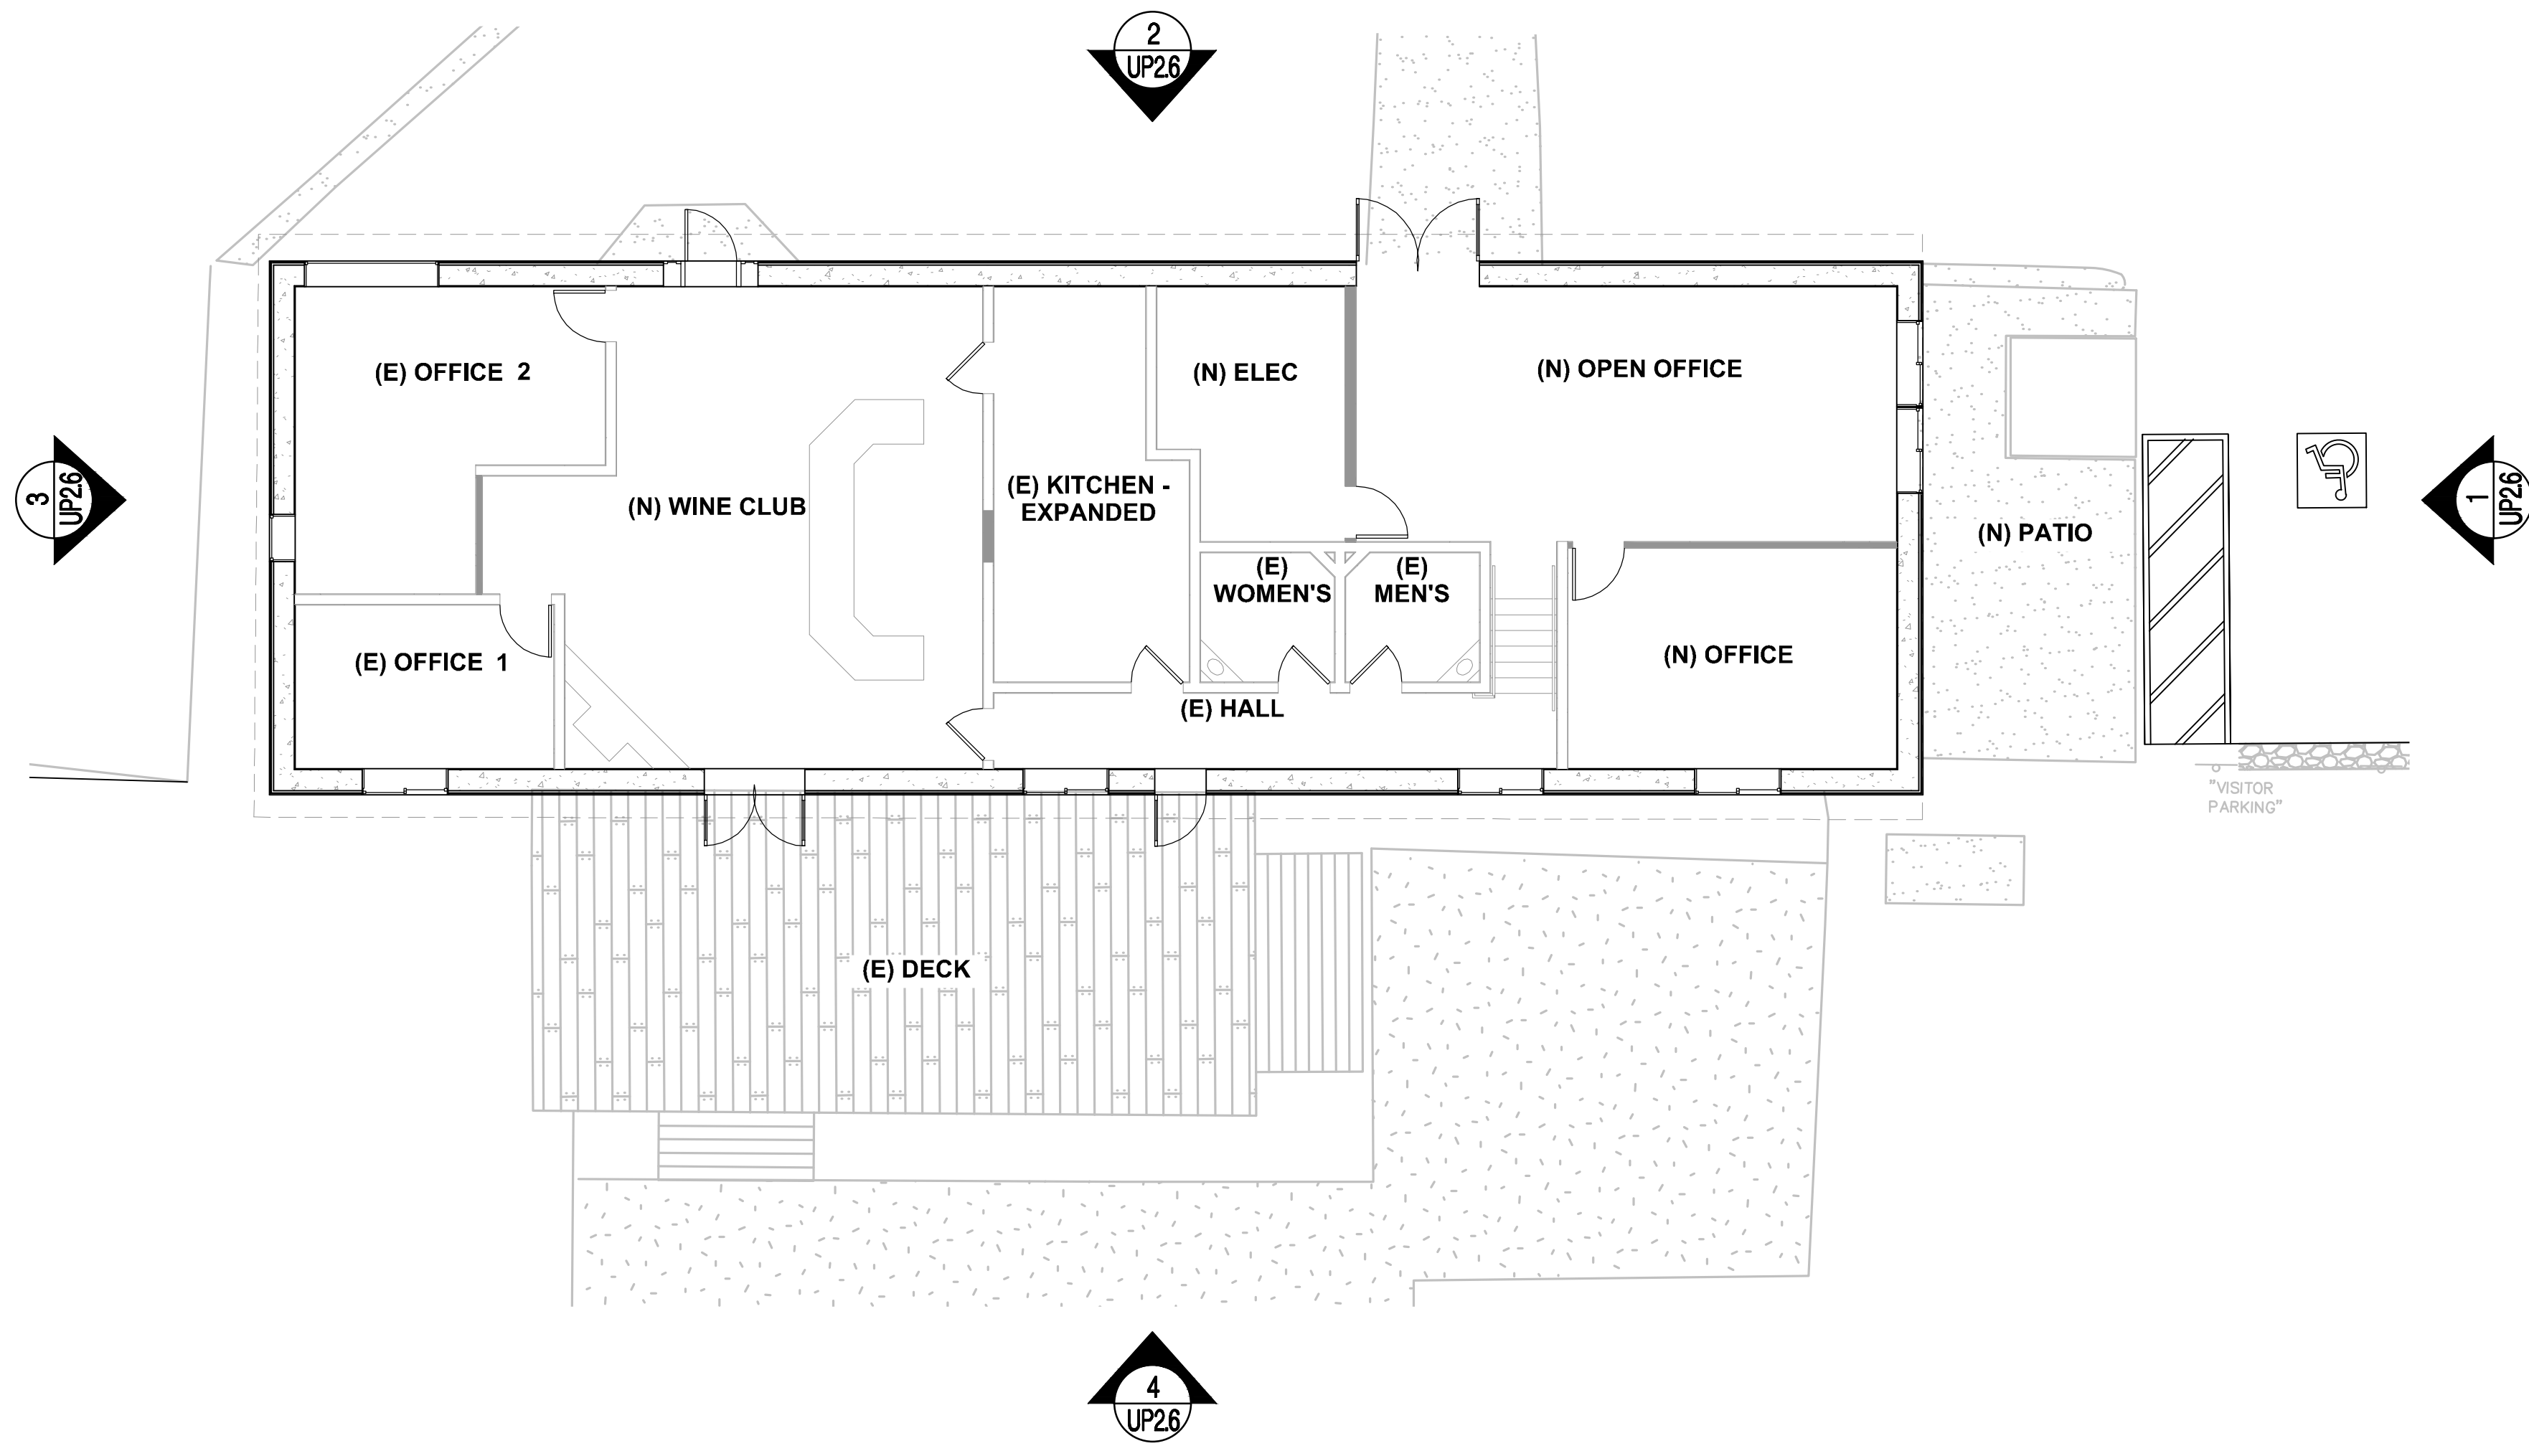 2
UP2.6
(E) OFFICE 2
(N) ELEC
(N) OPEN OFFICE
3
UP2.6
(N) WINE CLUB
(E) KITCHEN -
EXPANDED
1
UP2.6
(N) PATIO
(E)
WOMEN'S
(E)
MEN'S
(E) OFFICE 1
(N) OFFICE
(E) HALL
"VISITOR
PARKING"
(E) DECK
4
UP2.6